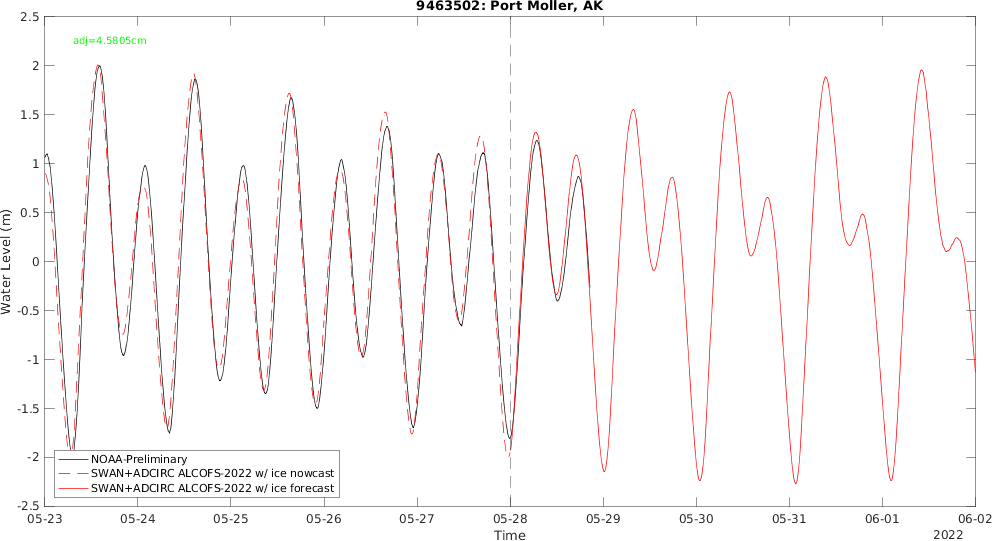 9463502: Port Moller, AK
adj=4.5805cm
Water Level (m)
2.5
2
1.5
1
0.5
0
-0.5
-1
-1.5
-2
-2.5
NOAA-Preliminary
SWAN+ADCIRC ALCOFS-2022 w/ ice nowcast
SWAN+ADCIRC ALCOFS-2022 w/ ice forecast
05-23 05-24 05-25 05-26 05-27 05-28 05-29 05-30 05-31 06-01 06-02
Time
2022